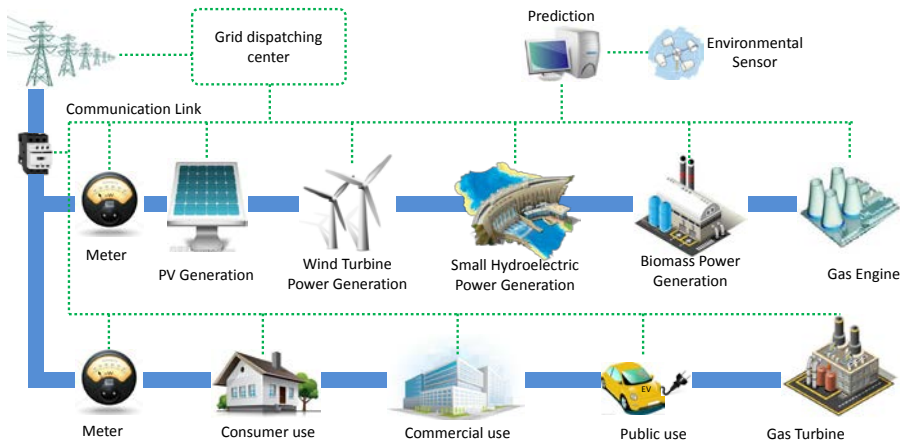 Grid dispatching
center
Prediction
Environmental
Sensor
Communication Link
Meter
PV Generation
Wind Turbine
Power Generation
Small Hydroelectric
Power Generation
Biomass Power
Generation
Gas Engine
EV
Meter
Consumer use
Commercial use
Public use
Gas Turbine